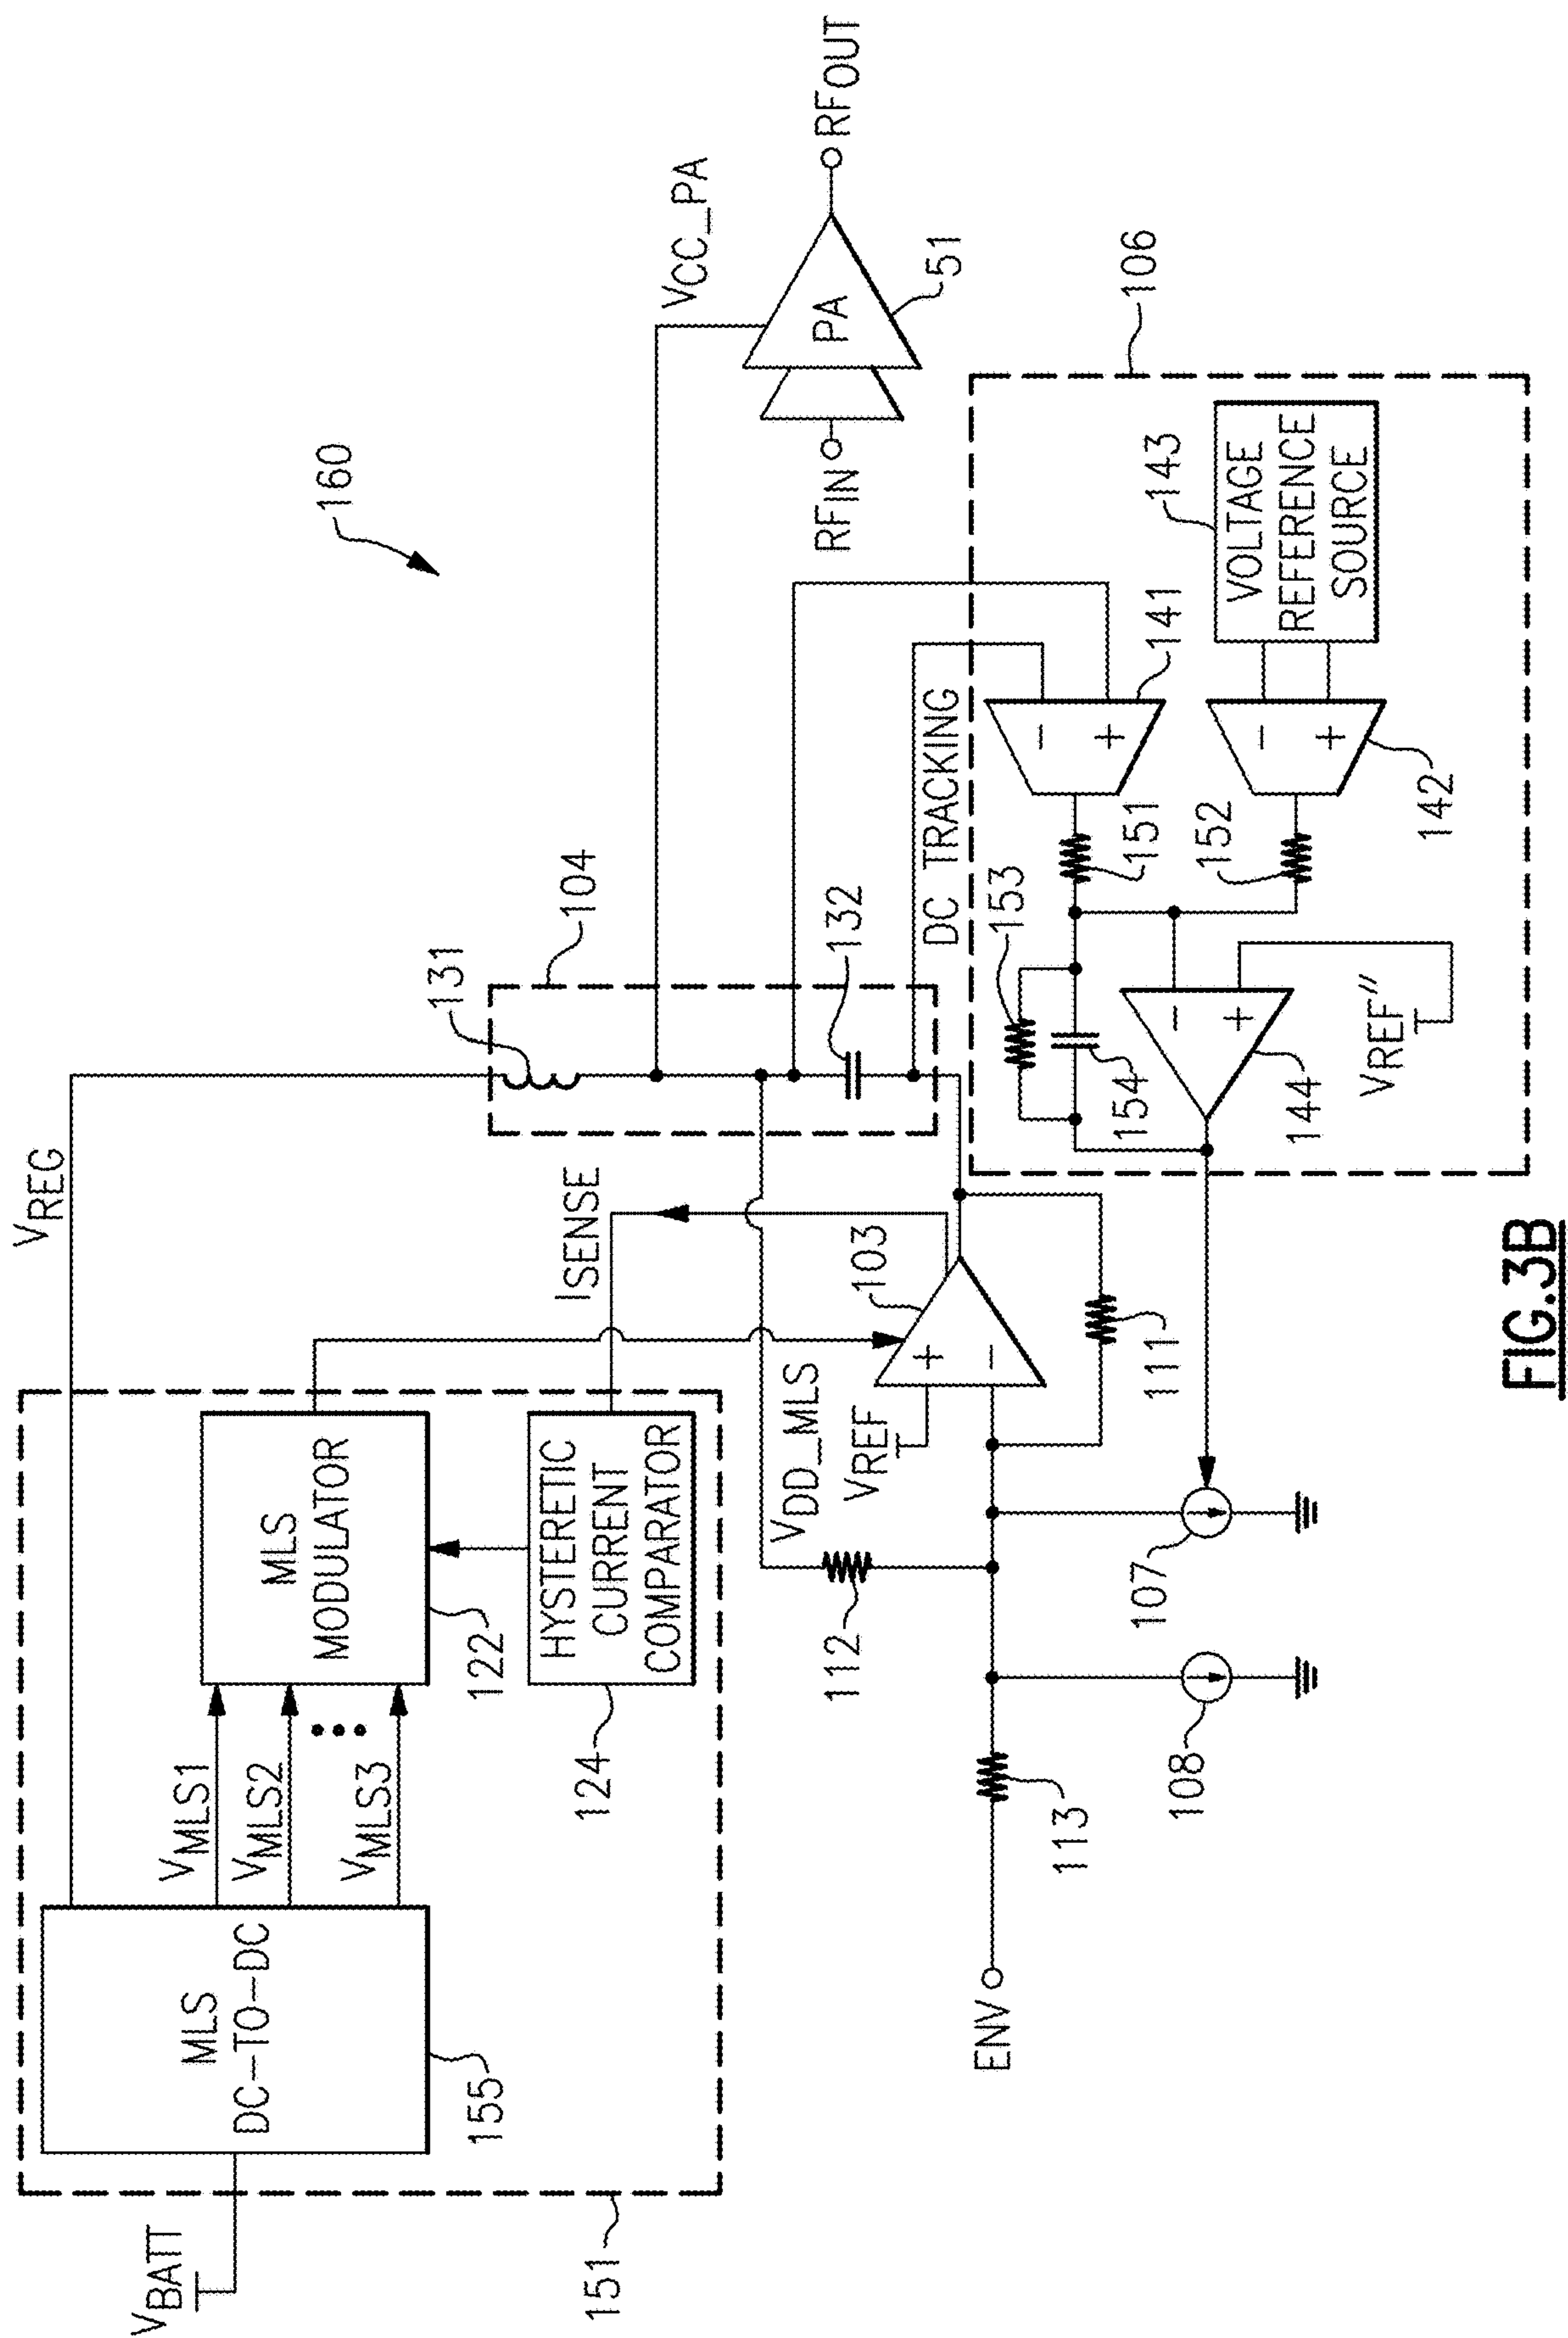 160
VBATT
MLS
DC-TO-DC
155
151
VREG
VMLS1
VMLS2
VMLS3
MLS
MODULATOR
122
HYSTERETIC
CURRENT
COMPARATOR
124
ISENSE
131
104
132
VCC_PA
RFIN
PA
RFOUT
51
VDD_MLS
VREF
+
−
103
111
112
113
ENV
108
107
DC TRACKING
106
−
+
141
−
+
142
VOLTAGE
REFERENCE
SOURCE
143
151
152
153
154
−
+
144
VREF″
FIG.3B